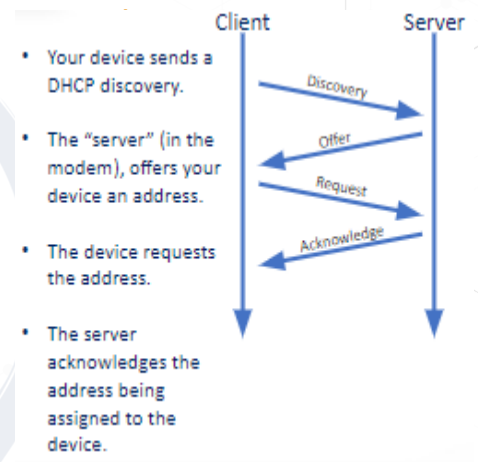 Client Server
• Your device sends a
DHCP discovery.
Discovery
• The “server” (in the
modem), offers your
device an address.
Offer
Request
• The device requests
the address.
Acknowledge
• The server
acknowledges the
address being
assigned to the
device.